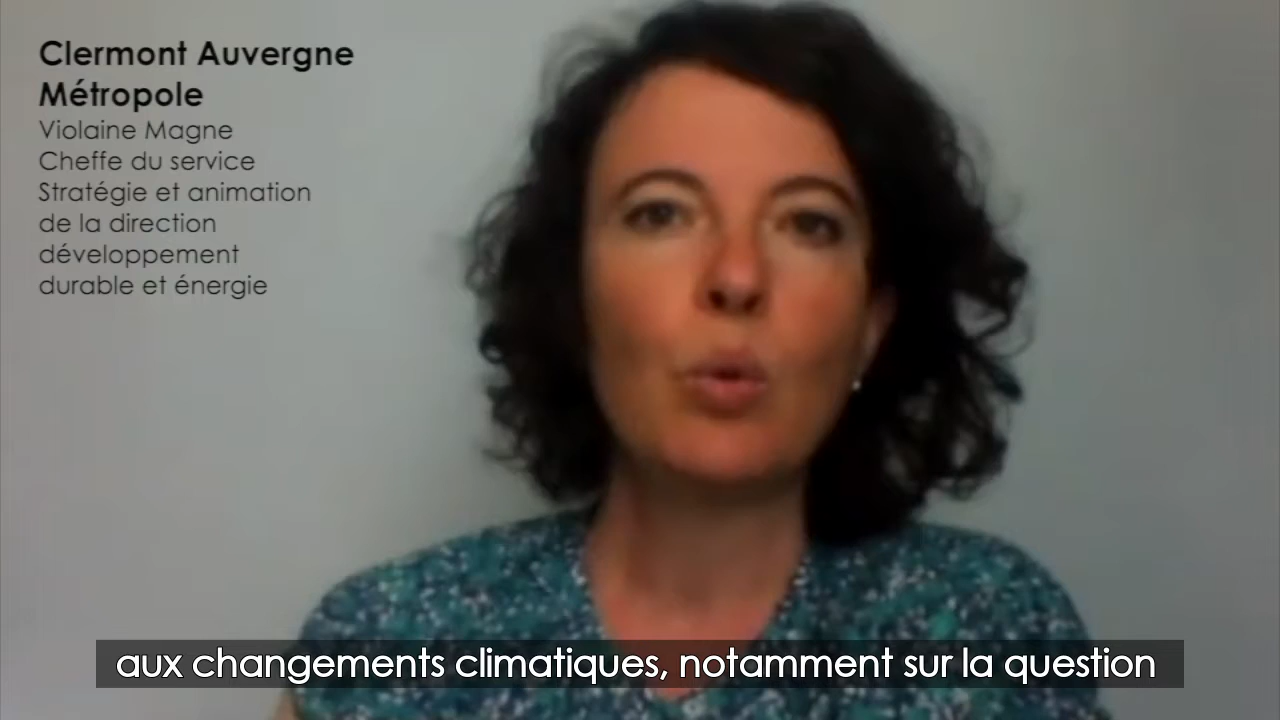 Clermont Auvergne
Métropole
Violaine Magne
Cheffe du service
Stratégie et animation
de la direction
développement
durable et énergie
aux changements climatiques, notamment sur la question